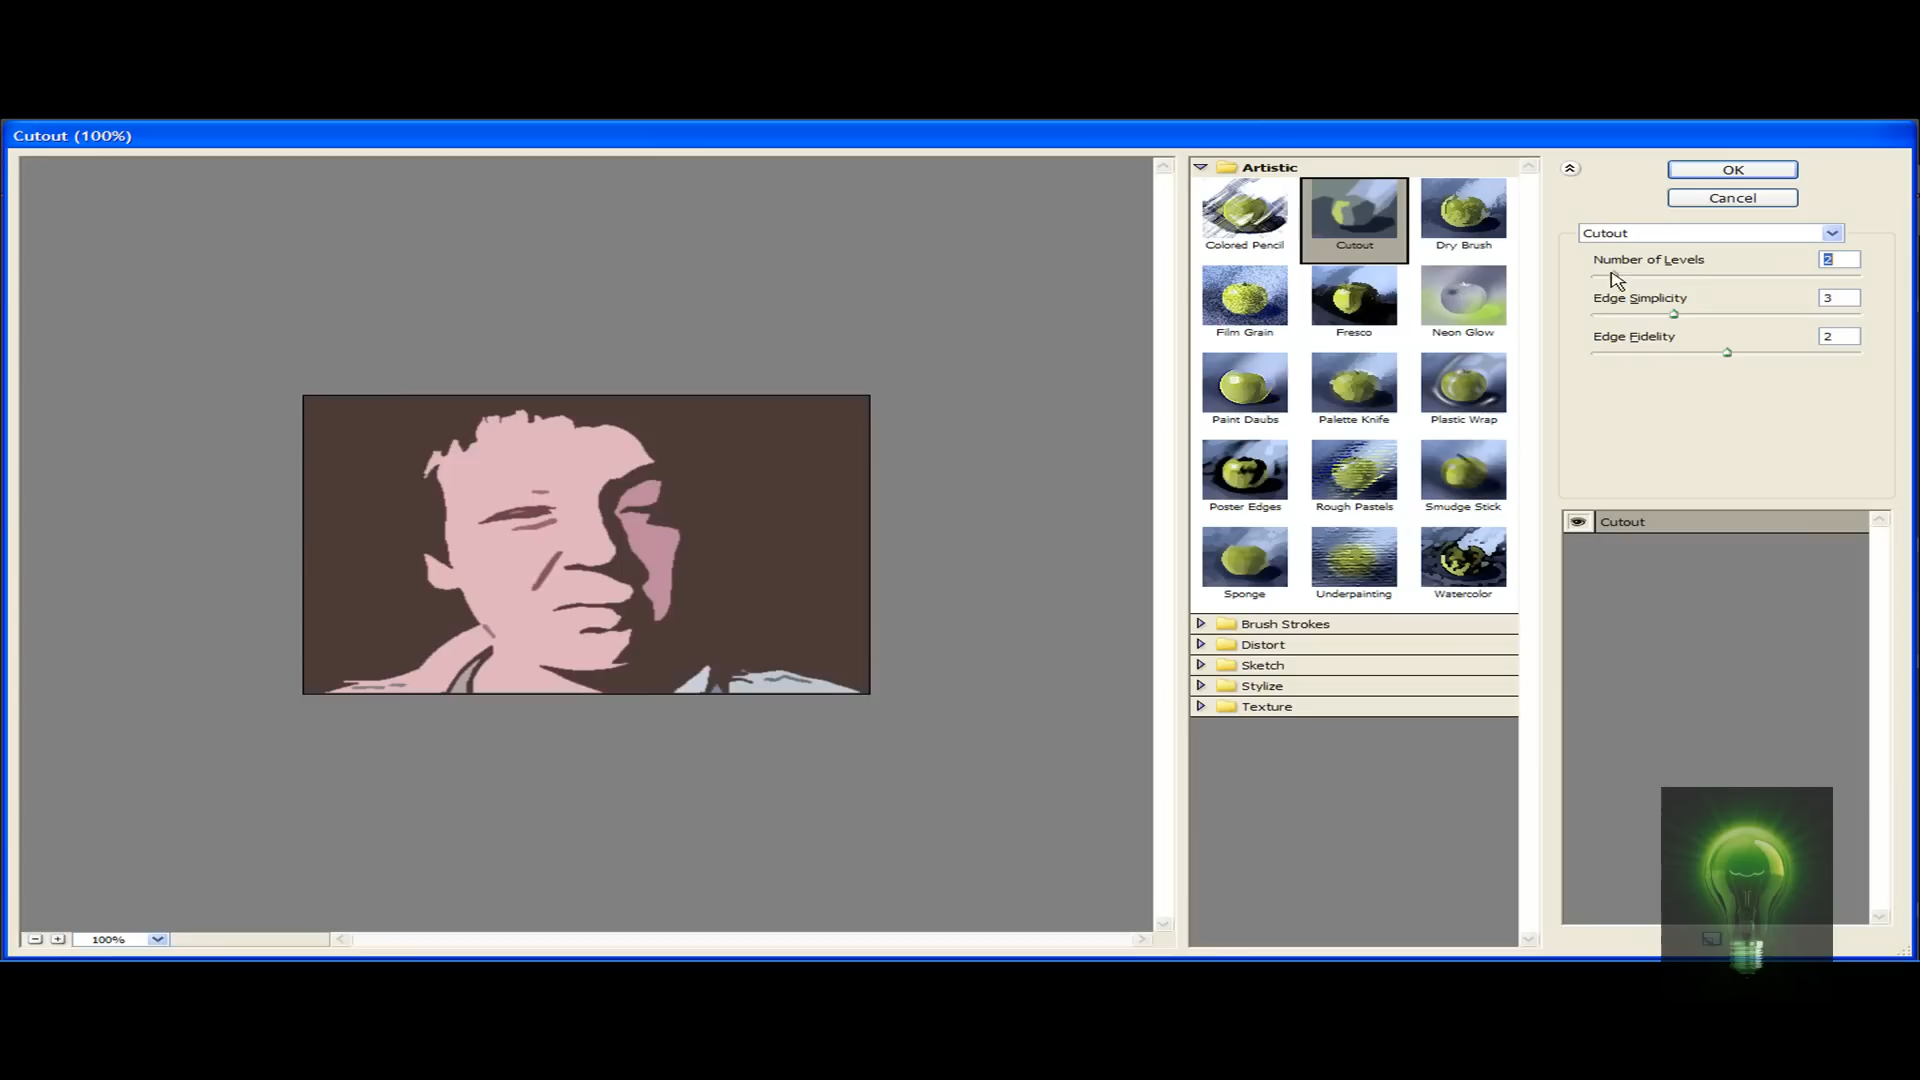 Cutout (100%)
Artistic
Colored Pencil
Cutout
Dry Brush
Film Grain
Fresco
Neon Glow
Paint Daubs
Palette Knife
Plastic Wrap
Poster Edges
Rough Pastels
Smudge Stick
Sponge
Underpainting
Watercolor
Brush Strokes
Distort
Sketch
Stylize
Texture
OK
Cancel
Cutout
Number of Levels 2
Edge Simplicity 3
Edge Fidelity 2
Cutout
100%